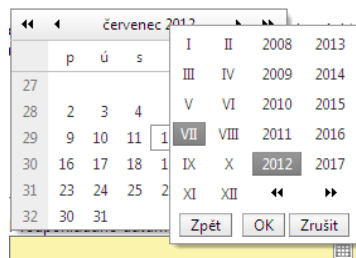 ◄◄ ◄ červenec 2012 ► ►►
p ú s
27
28 2 3 4
29 9 10 11 1
30 16 17 18 1
31 23 24 25 2
32 30 31
I II 2008 2013
III IV 2009 2014
V VI 2010 2015
VII VIII 2011 2016
IX X 2012 2017
XI XII ◄◄ ►►
Zpět OK Zrušit